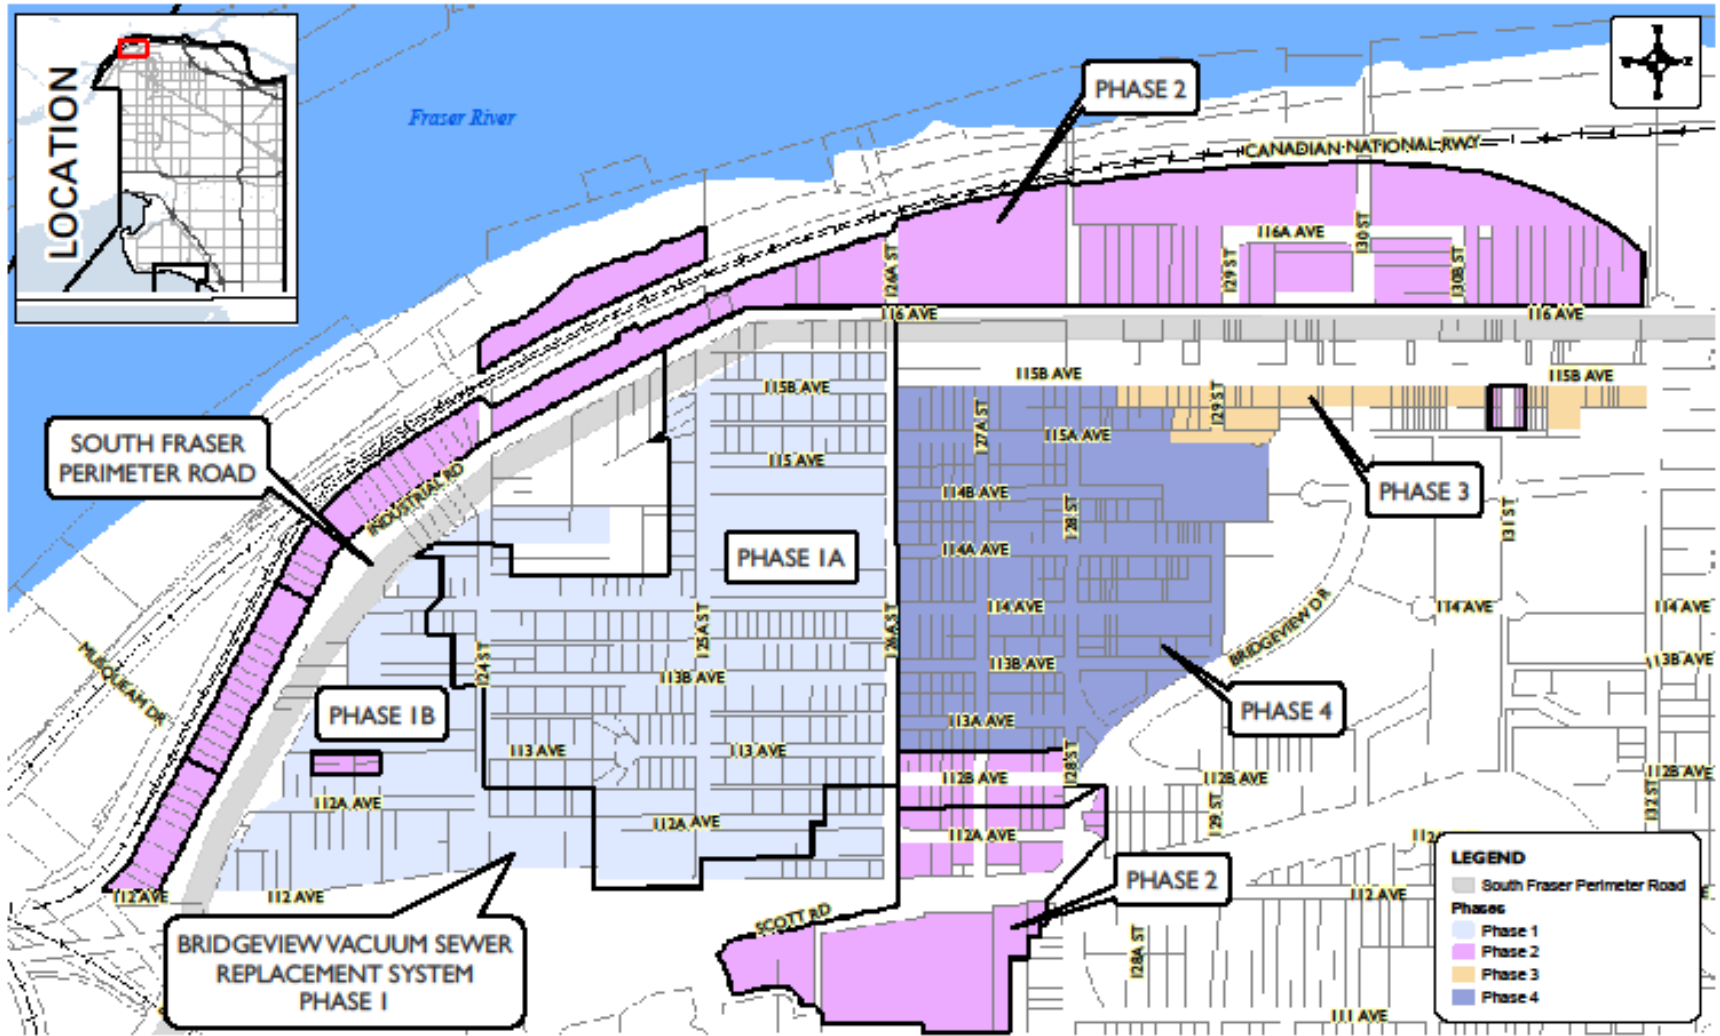 LOCATION
Fraser River
PHASE 2
CANADIAN NATIONAL RWY
116A AVE
130 ST
126A ST
129 ST
130B ST
116 AVE
116 AVE
115B AVE
115B AVE
115B AVE
127A ST
129 ST
115A AVE
SOUTH FRASER
PERIMETER ROAD
INDUSTRIAL RD
115 AVE
PHASE 3
114B AVE
128 ST
131 ST
PHASE 1A
114A AVE
114 AVE
114 AVE
114 AVE
125A ST
126A ST
124 ST
BRIDGEVIEW DR
MUSQUEAM DR
113B AVE
113B AVE
113B AVE
PHASE 1B
PHASE 4
113A AVE
113 AVE
113 AVE
128 ST
112B AVE
112B AVE
112B AVE
112A AVE
112A AVE
112A AVE
129 ST
132 ST
PHASE 2
112 AVE
112 AVE
112 AVE
SCOTT RD
128A ST
111 AVE
BRIDGEVIEW VACUUM SEWER
REPLACEMENT SYSTEM
PHASE 1
LEGEND
South Fraser Perimeter Road
Phases
Phase 1
Phase 2
Phase 3
Phase 4